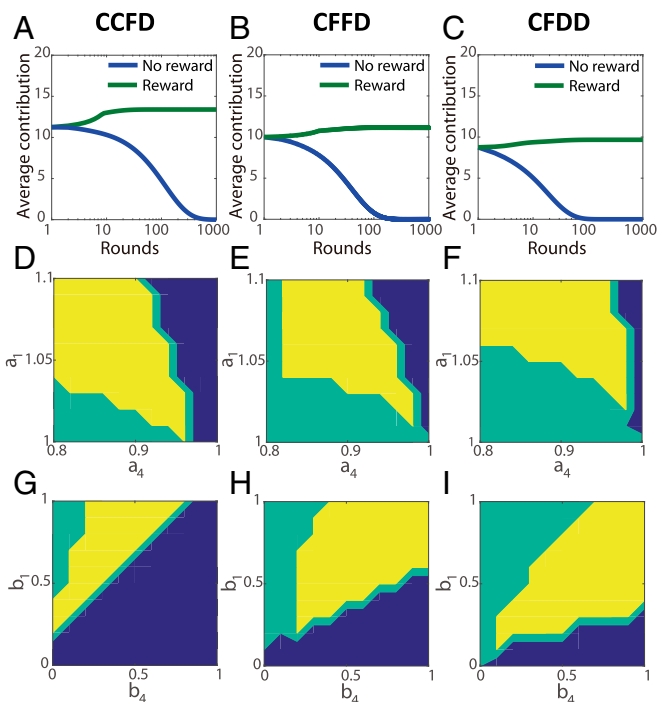 CCFD CFFD CFDD
A B C
20 20 20
No reward No reward No reward
Reward Reward Reward
15 15 15
10 10 10
5 5 5
0 0 0
Average contribution Average contribution Average contribution
1 10 100 1000 1 10 100 1000 1 10 100 1000
Rounds Rounds Rounds
D E F
1.1 1.1 1.1
a1 a1 a1
1.05 1.05 1.05
1 1 1
0.8 0.9 1 0.8 0.9 1 0.8 0.9 1
a4 a4 a4
G H I
1 1 1
b1 b1 b1
0.5 0.5 0.5
0 0 0
0 0.5 1 0 0.5 1 0 0.5 1
b4 b4 b4